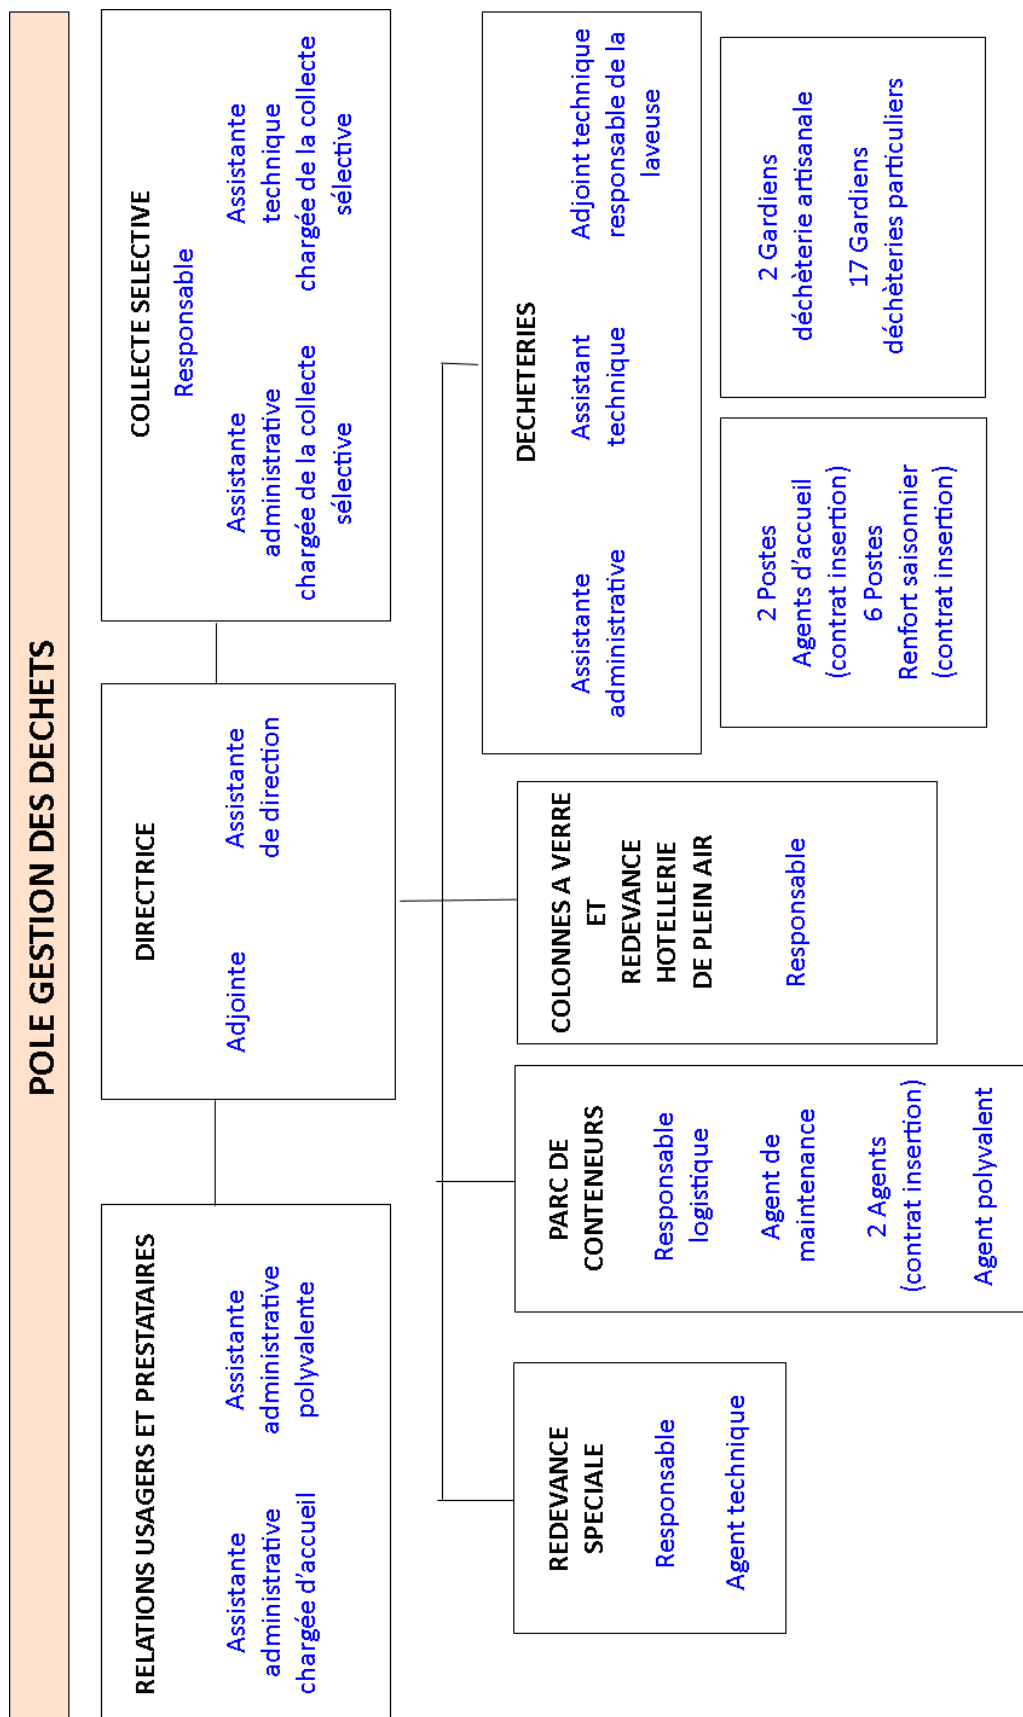 POLE GESTION DES DECHETS
RELATIONS USAGERS ET PRESTATAIRES
Assistante
administrative
chargée d'accueil
Assistante
administrative
polyvalente
DIRECTRICE
Adjointe
Assistante
de direction
COLLECTE SELECTIVE
Responsable
Assistante
administrative
chargée de la collecte
sélective
Assistante
technique
chargée de la collecte
sélective
REDEVANCE
SPECIALE
Responsable
Agent technique
PARC DE
CONTENEURS
Responsable
logistique
Agent de
maintenance
2 Agents
(contrat insertion)
Agent polyvalent
COLONNES A VERRE
ET
REDEVANCE
HOTELLERIE
DE PLEIN AIR
Responsable
DECHETERIES
Assistante
administrative
Assistant
technique
Adjoint technique
responsable de la
laveuse
2 Postes
Agents d'accueil
(contrat insertion)
6 Postes
Renfort saisonnier
(contrat insertion)
2 Gardiens
déchèterie artisanale
17 Gardiens
déchèteries particuliers